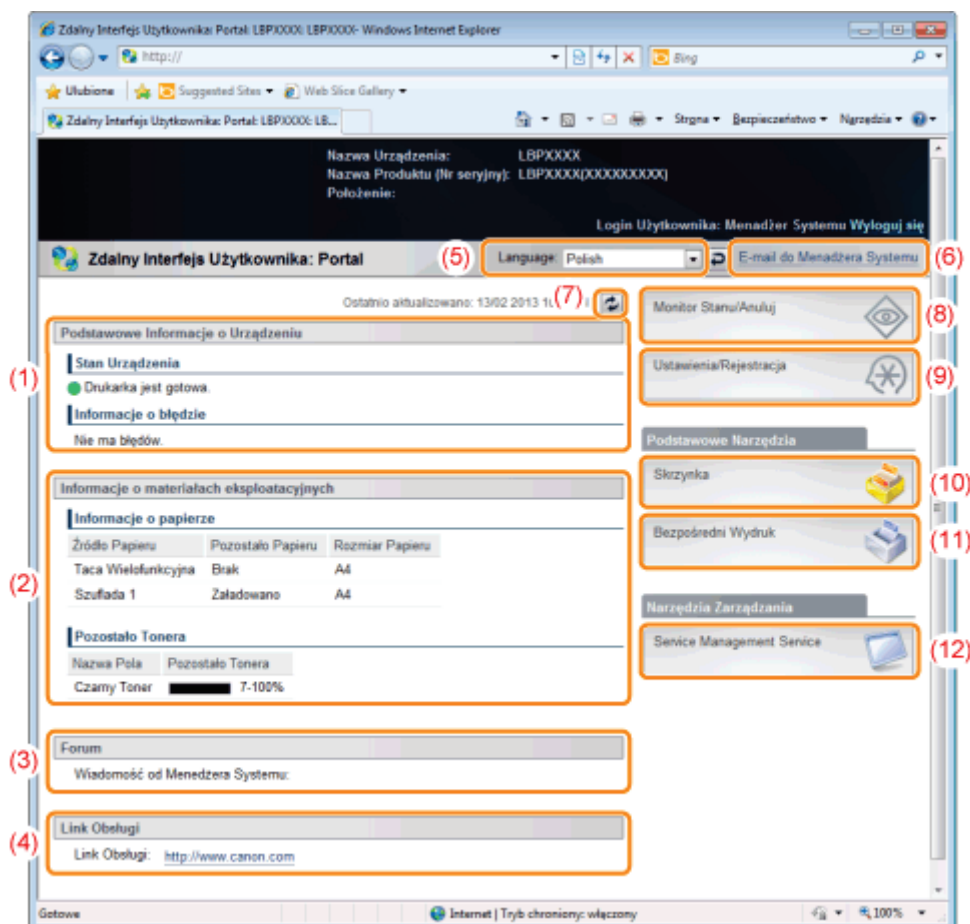 Zdalny Interfejs Użytkownika: Portal: LBPXXXX: LBPXXXX- Windows Internet Explorer
http://
Bing
Ulubione Suggested Sites Web Slice Gallery
Zdalny Interfejs Użytkownika: Portal: LBPXXXX: LB...
Strona Bezpieczeństwo Narzędzia
Nazwa Urządzenia: LBPXXXX
Nazwa Produktu (Nr seryjny): LBPXXXX(XXXXXXXXX)
Położenie:
Login Użytkownika: Menadżer Systemu Wyloguj się
Zdalny Interfejs Użytkownika: Portal
(5)
Language: Polish
E-mail do Menadżera Systemu
(6)
Ostatnio aktualizowano: 13/02 2013
(7)
(1)
Podstawowe Informacje o Urządzeniu
Stan Urządzenia
Drukarka jest gotowa.
Informacje o błędzie
Nie ma błędów.
Monitor Stanu/Anuluj
(8)
Ustawienia/Rejestracja
(9)
Podstawowe Narzędzia
Skrzynka
(10)
Bezpośredni Wydruk
(11)
Narzędzia Zarządzania
Service Management Service
(12)
(2)
Informacje o materiałach eksploatacyjnych
Informacje o papierze
Źródło Papieru Pozostało Papieru Rozmiar Papieru
Taca Wielofunkcyjna Brak A4
Szuflada 1 Załadowano A4
Pozostało Tonera
Nazwa Pola Pozostało Tonera
Czarny Toner 7-100%
(3)
Forum
Wiadomość od Menedżera Systemu:
(4)
Link Obsługi
Link Obsługi: http://www.canon.com
Gotowe
Internet | Tryb chroniony: włączony
100%